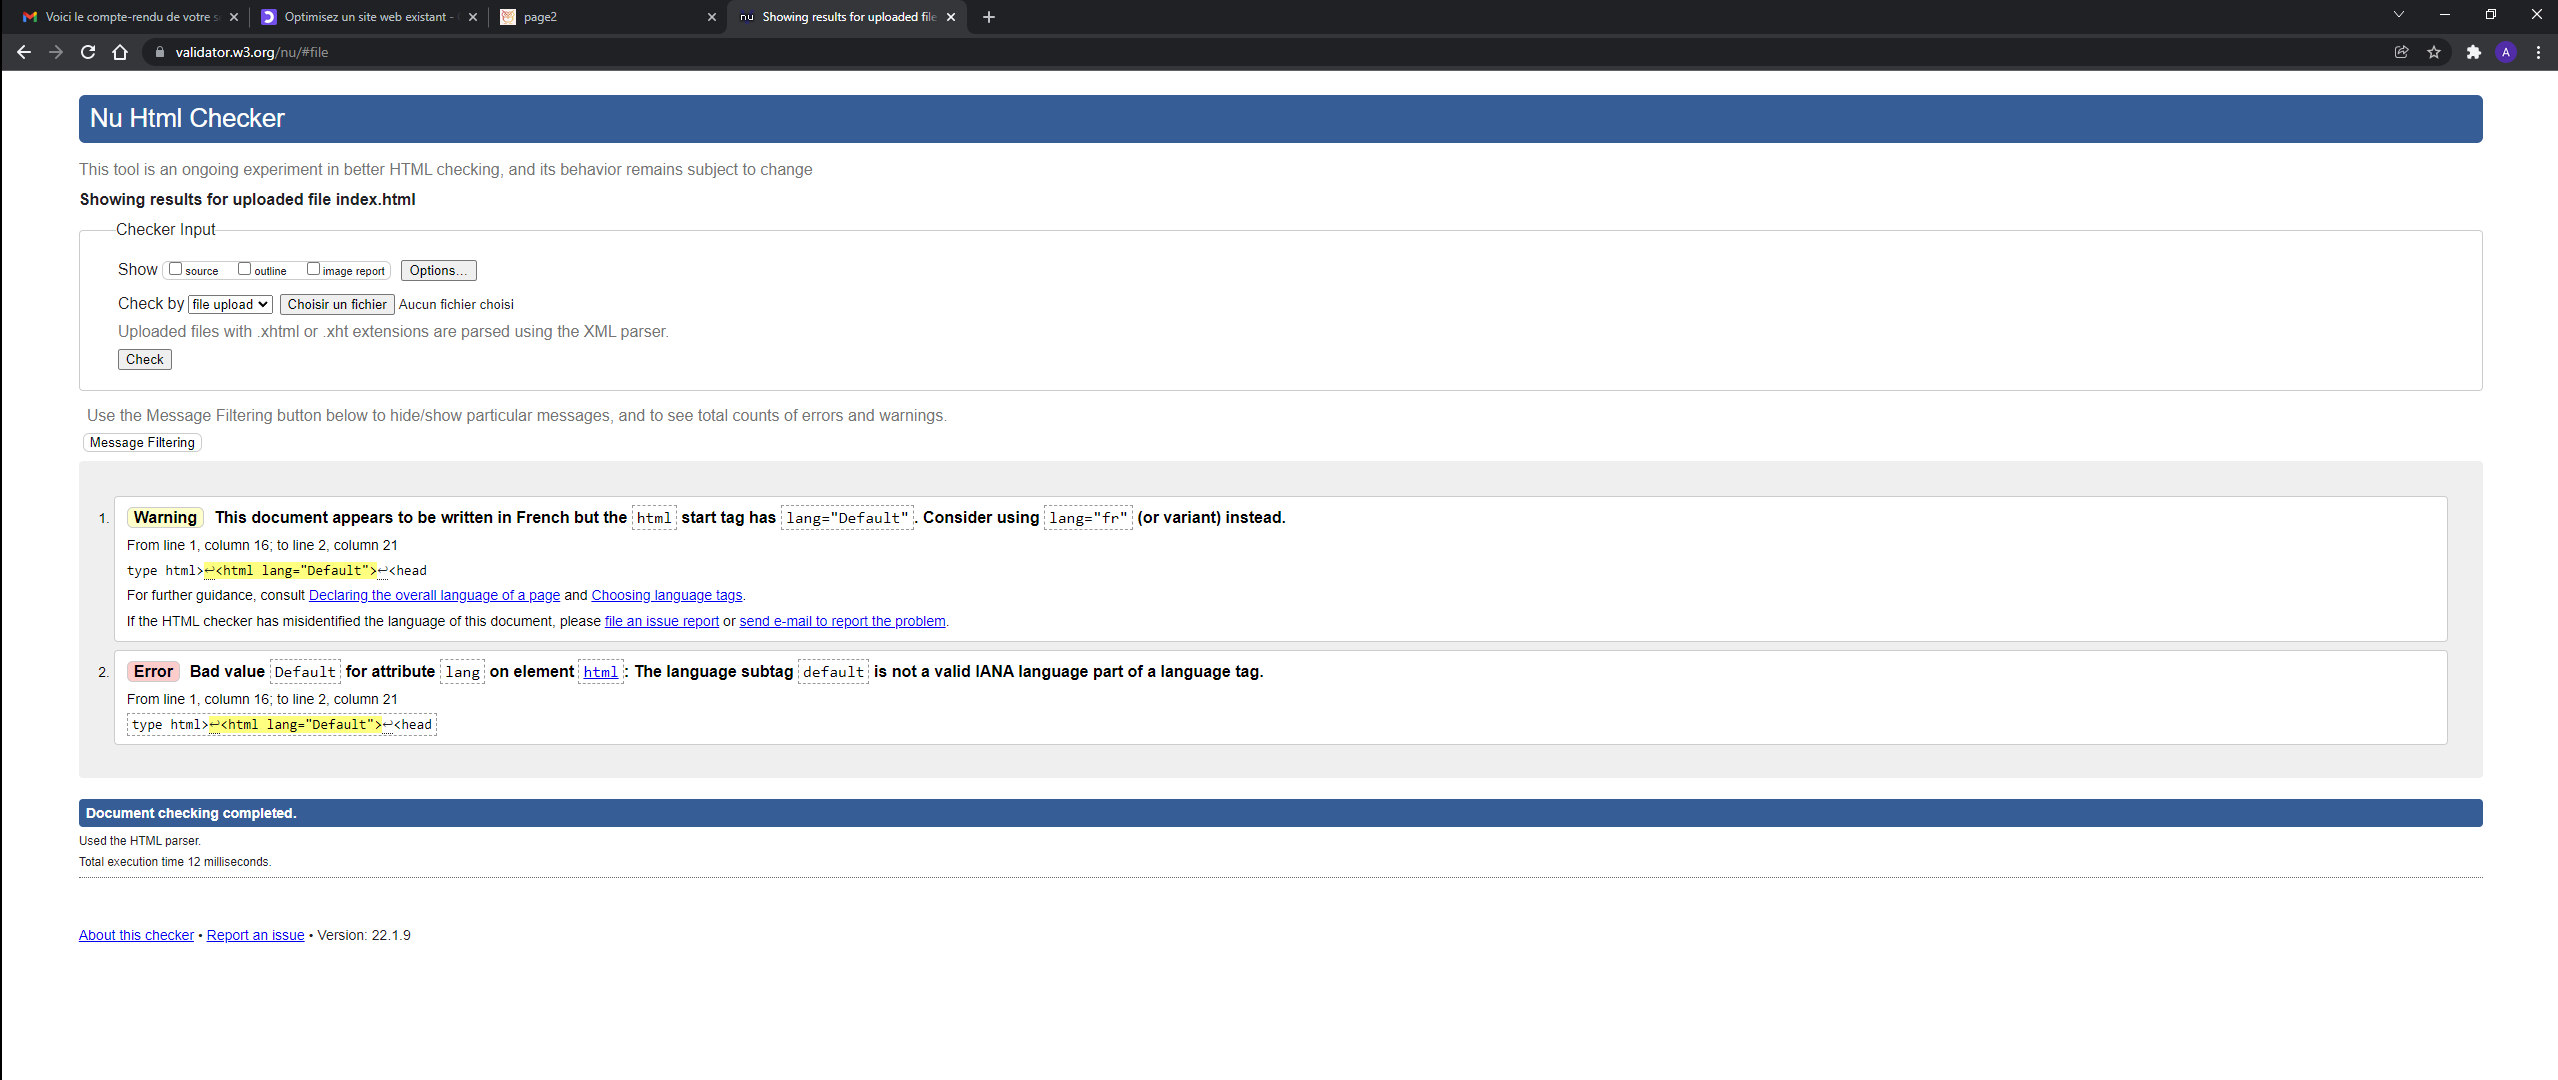 Voici le compte-rendu de votre s
Optimisez un site web existant -
page2
nu Showing results for uploaded file
validator.w3.org/nu/#file
A
Nu Html Checker
This tool is an ongoing experiment in better HTML checking, and its behavior remains subject to change
Showing results for uploaded file index.html
Checker Input
Show source outline image report Options...
Check by file upload Choisir un fichier Aucun fichier choisi
Uploaded files with .xhtml or .xht extensions are parsed using the XML parser.
Check
Use the Message Filtering button below to hide/show particular messages, and to see total counts of errors and warnings.
Message Filtering
1. Warning This document appears to be written in French but the html start tag has lang="Default". Consider using lang="fr" (or variant) instead.
From line 1, column 16; to line 2, column 21
type html>↩<html lang="Default">↩<head
For further guidance, consult Declaring the overall language of a page and Choosing language tags.
If the HTML checker has misidentified the language of this document, please file an issue report or send e-mail to report the problem.
2. Error Bad value Default for attribute lang on element html: The language subtag default is not a valid IANA language part of a language tag.
From line 1, column 16; to line 2, column 21
type html>↩<html lang="Default">↩<head
Document checking completed.
Used the HTML parser.
Total execution time 12 milliseconds.
About this checker • Report an issue • Version: 22.1.9